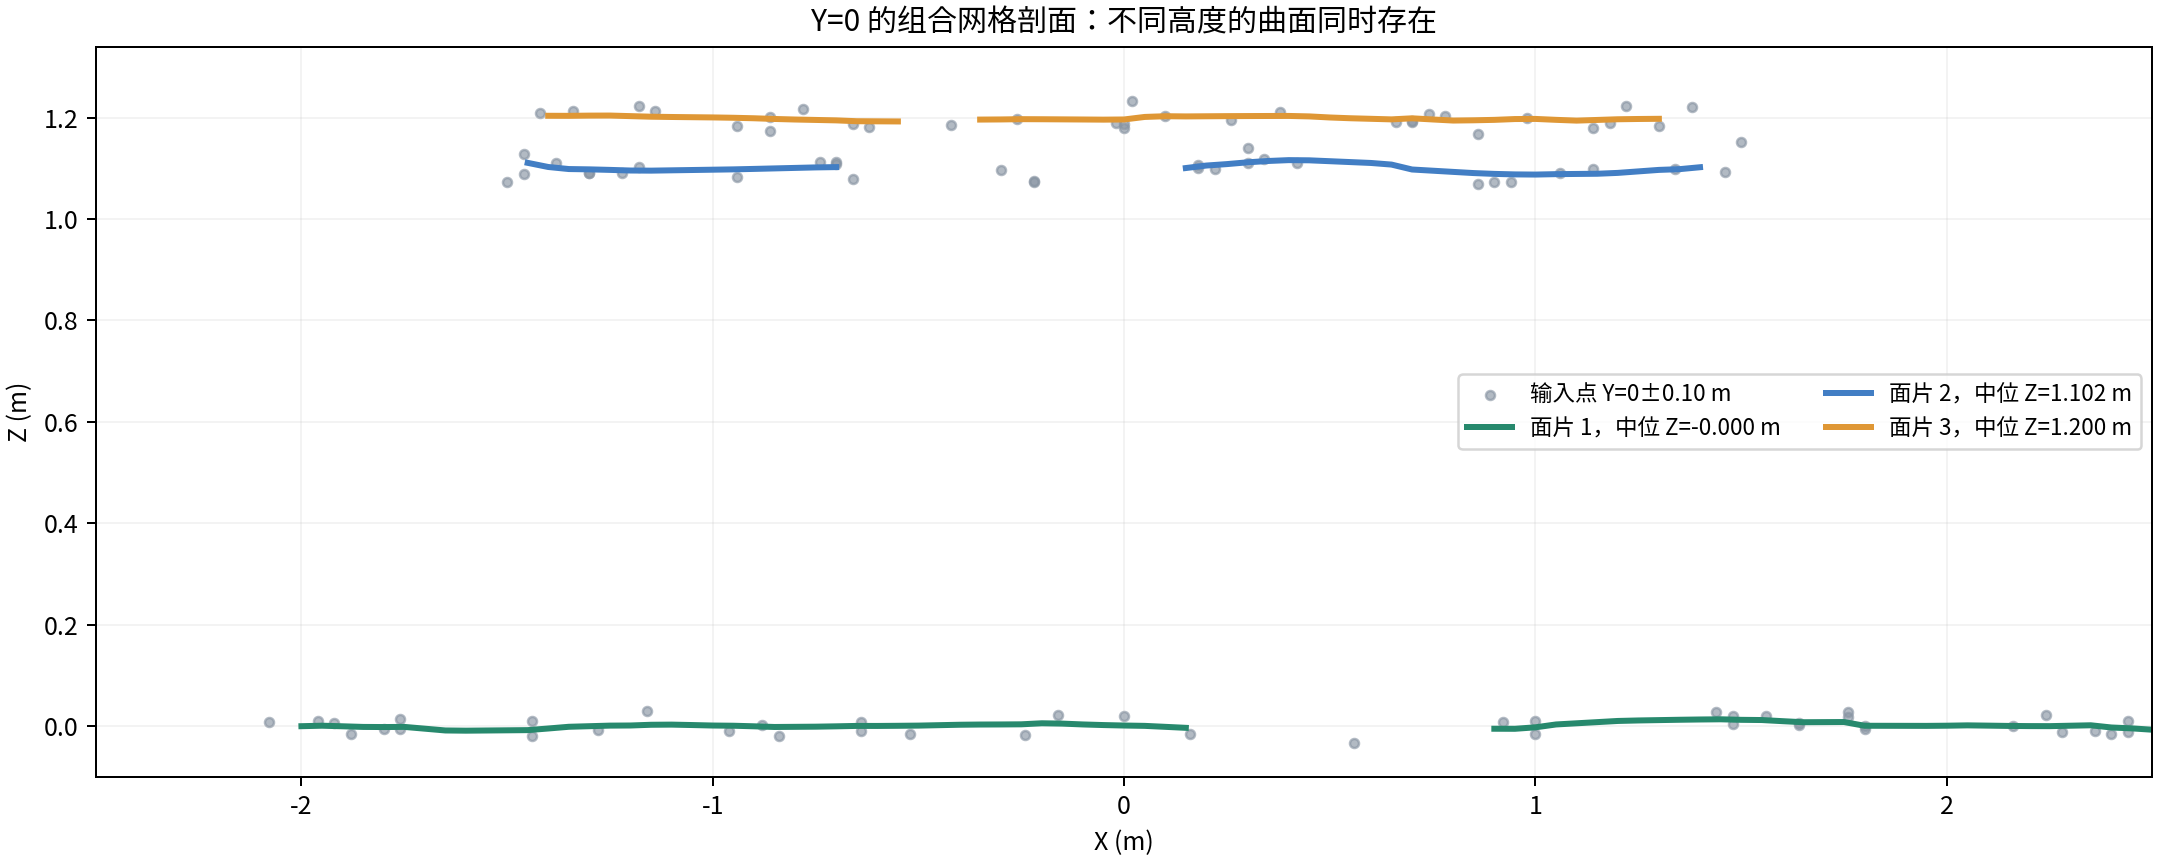 Y=0 的组合网格剖面：不同高度的曲面同时存在
1.2
1.0
0.8
0.6
0.4
0.2
0.0
Z (m)
输入点 Y=0±0.10 m
面片 1，中位 Z=-0.000 m
面片 2，中位 Z=1.102 m
面片 3，中位 Z=1.200 m
-2 -1 0 1 2
X (m)